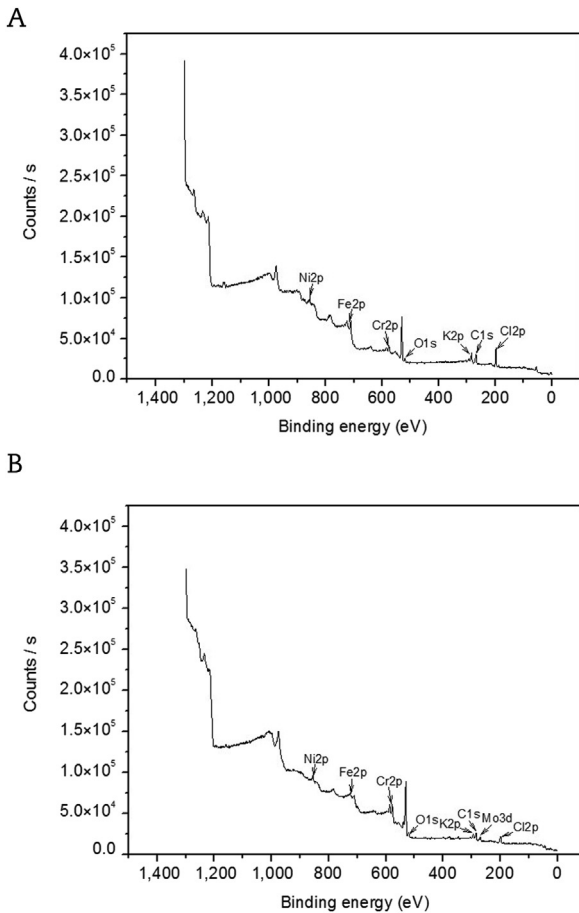 A
4.0×10⁵
3.5×10⁵
3.0×10⁵
2.5×10⁵
2.0×10⁵
1.5×10⁵
1.0×10⁵
5.0×10⁴
0.0
Counts / s
Ni2p
Fe2p
Cr2p
O1s
K2p
C1s
Cl2p
1,400 1,200 1,000 800 600 400 200 0
Binding energy (eV)
B
4.0×10⁵
3.5×10⁵
3.0×10⁵
2.5×10⁵
2.0×10⁵
1.5×10⁵
1.0×10⁵
5.0×10⁴
0.0
Counts / s
Ni2p
Fe2p
Cr2p
O1s
K2p
C1s
Mo3d
Cl2p
1,400 1,200 1,000 800 600 400 200 0
Binding energy (eV)